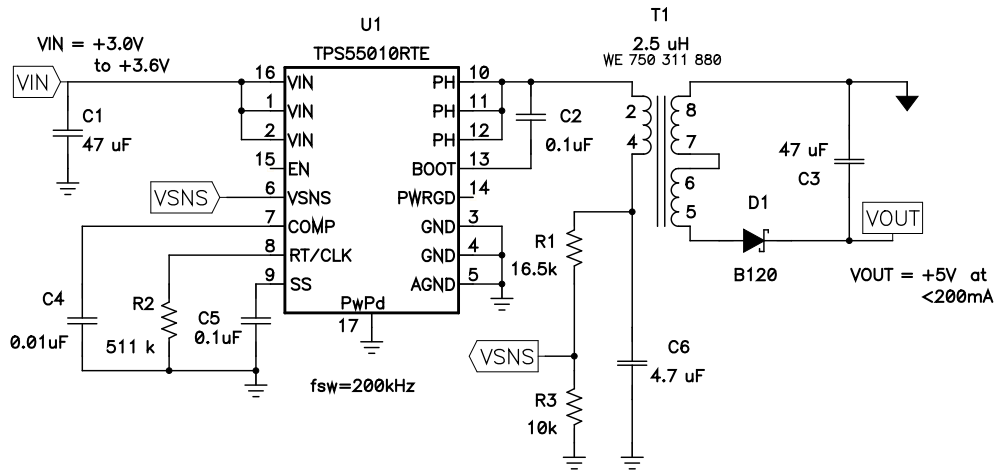 U1
TPS55010RTE
T1
2.5 uH
WE 750 311 880
VIN = +3.0V
to +3.6V
VIN
C1
47 uF
16 VIN
1 VIN
2 VIN
15 EN
6 VSNS
7 COMP
8 RT/CLK
9 SS
PH 10
PH 11
PH 12
BOOT 13
PWRGD 14
GND 3
GND 4
AGND 5
PwPd
17
VSNS
C2
0.1uF
2
4
8
7
6
5
47 uF
C3
D1
B120
VOUT
VOUT = +5V at
<200mA
R1
16.5k
C4
0.01uF
R2
511 k
C5
0.1uF
fsw=200kHz
VSNS
C6
4.7 uF
R3
10k